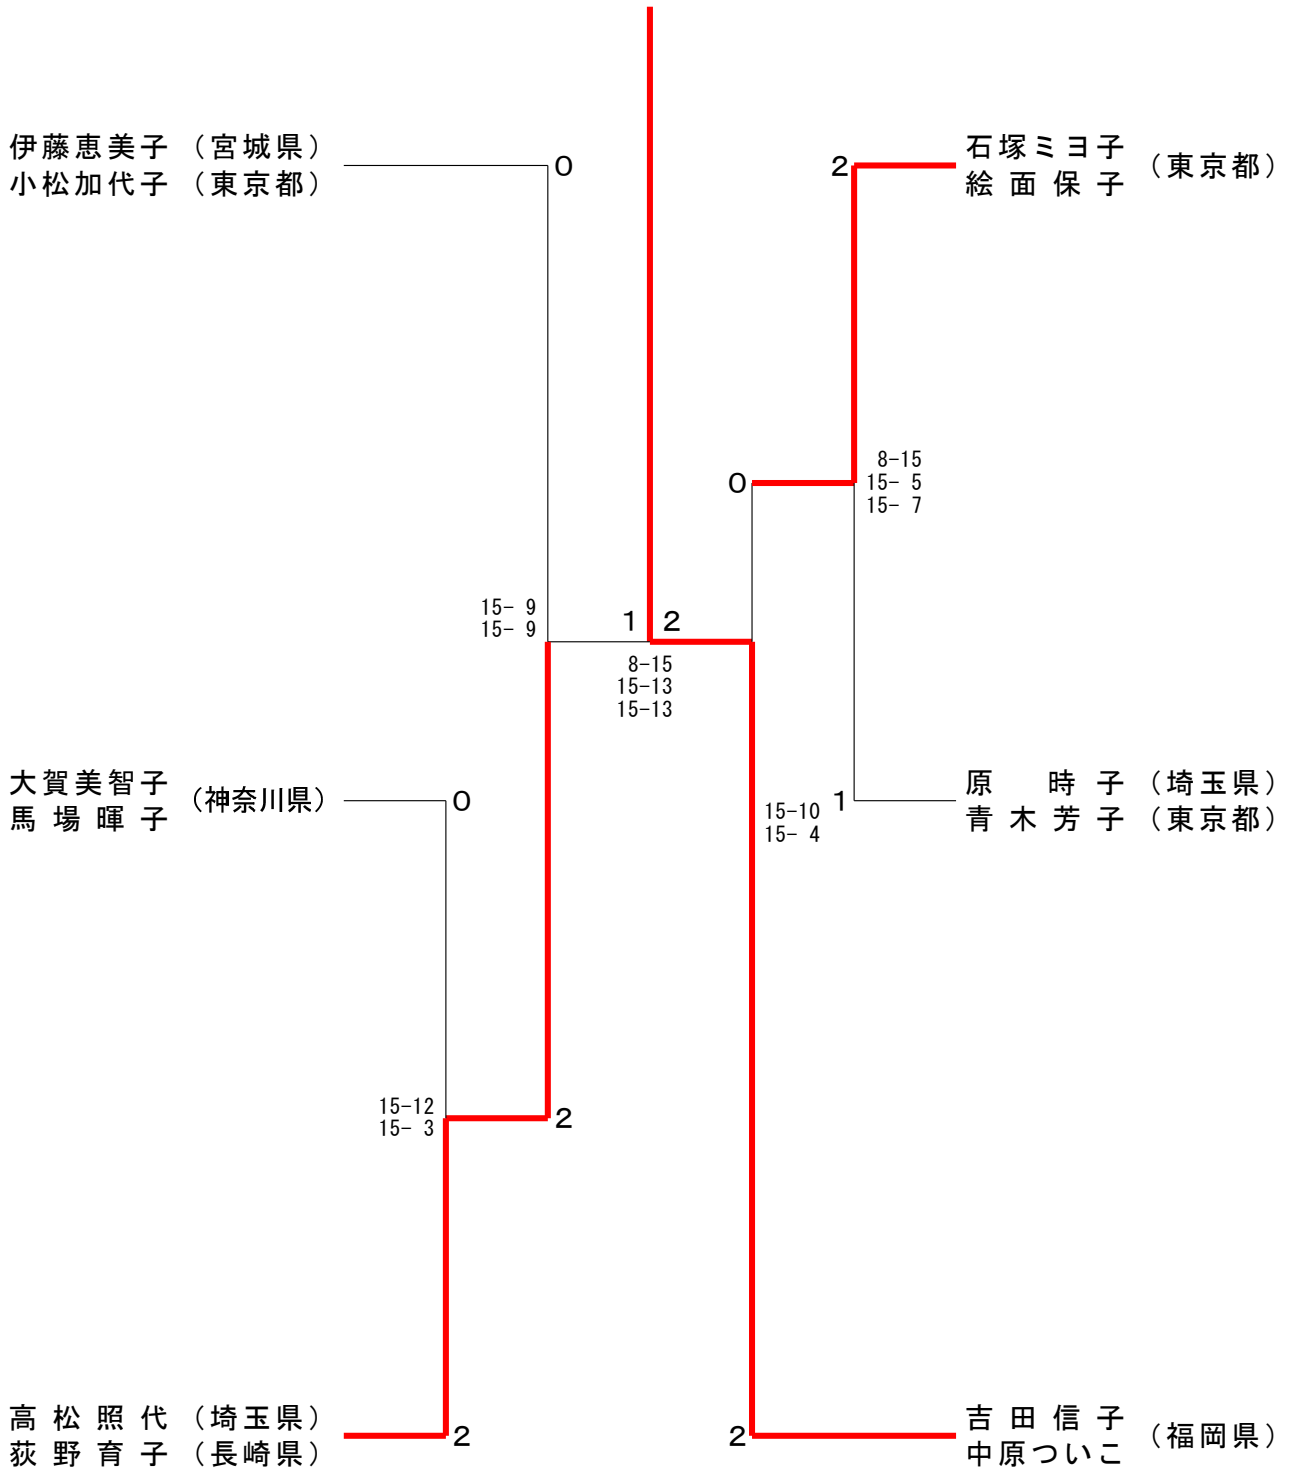 伊藤恵美子 （宮城県）
小松加代子 （東京都）
0
2
石塚ミヨ子
絵面保子
（東京都）
8-15
15- 5
15- 7
0
15- 9
15- 9
1 2
8-15
15-13
15-13
大賀美智子
馬場暉子
（神奈川県）
0
15-10
15- 4
1
原　時子 （埼玉県）
青木芳子 （東京都）
15-12
15- 3
2
高松照代 （埼玉県）
荻野育子 （長崎県）
2
2
吉田信子
中原ついこ
（福岡県）